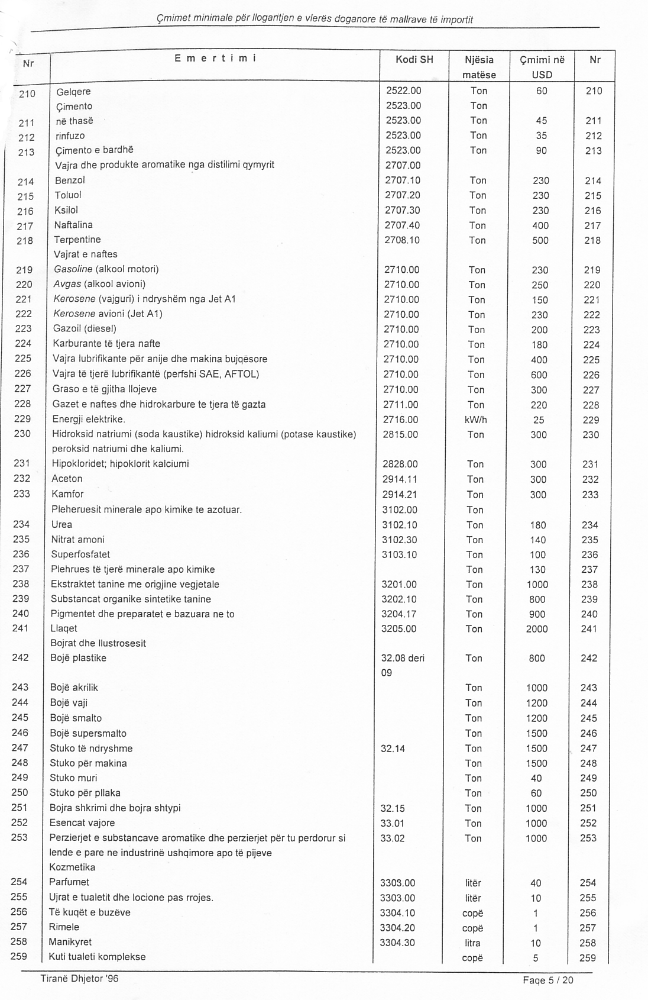 Çmimet minimale për llogaritjen e vlerës doganore të mallrave të importit
Nr E m e r t i m i Kodi SH Njësia matëse Çmimi në USD Nr
210 Gelqere 2522.00 Ton 60 210
Çimento 2523.00 Ton
211 në thasë 2523.00 Ton 45 211
212 rinfuzo 2523.00 Ton 35 212
213 Çimento e bardhë 2523.00 Ton 90 213
Vajra dhe produkte aromatike nga distilimi qymyrit 2707.00
214 Benzol 2707.10 Ton 230 214
215 Toluol 2707.20 Ton 230 215
216 Ksilol 2707.30 Ton 230 216
217 Naftalina 2707.40 Ton 400 217
218 Terpentine 2708.10 Ton 500 218
Vajrat e naftes
219 Gasoline (alkool motori) 2710.00 Ton 230 219
220 Avgas (alkool avioni) 2710.00 Ton 250 220
221 Kerosene (vajguri) i ndryshëm nga Jet A1 2710.00 Ton 150 221
222 Kerosene avioni (Jet A1) 2710.00 Ton 230 222
223 Gazoil (diesel) 2710.00 Ton 200 223
224 Karburante të tjera nafte 2710.00 Ton 180 224
225 Vajra lubrifikante për anije dhe makina bujqësore 2710.00 Ton 400 225
226 Vajra të tjerë lubrifikantë (perfshi SAE, AFTOL) 2710.00 Ton 600 226
227 Graso e të gjitha llojeve 2710.00 Ton 300 227
228 Gazet e naftes dhe hidrokarbure te tjera të gazta 2711.00 Ton 220 228
229 Energji elektrike. 2716.00 kW/h 25 229
230 Hidroksid natriumi (soda kaustike) hidroksid kaliumi (potase kaustike) 2815.00 Ton 300 230
peroksid natriumi dhe kaliumi.
231 Hipokloridet; hipoklorit kalciumi 2828.00 Ton 300 231
232 Aceton 2914.11 Ton 300 232
233 Kamfor 2914.21 Ton 300 233
Pleheruesit minerale apo kimike te azotuar. 3102.00 Ton
234 Urea 3102.10 Ton 180 234
235 Nitrat amoni 3102.30 Ton 140 235
236 Superfosfatet 3103.10 Ton 100 236
237 Plehrues të tjerë minerale apo kimike Ton 130 237
238 Ekstraktet tanine me origjine vegjetale 3201.00 Ton 1000 238
239 Substancat organike sintetike tanine 3202.10 Ton 800 239
240 Pigmentet dhe preparatet e bazuara ne to 3204.17 Ton 900 240
241 Llaqet 3205.00 Ton 2000 241
Bojrat dhe llustrosesit
242 Bojë plastike 32.08 deri Ton 800 242
09
243 Bojë akrilik Ton 1000 243
244 Bojë vaji Ton 1200 244
245 Bojë smalto Ton 1200 245
246 Bojë supersmalto Ton 1500 246
247 Stuko të ndryshme 32.14 Ton 1500 247
248 Stuko për makina Ton 1500 248
249 Stuko muri Ton 40 249
250 Stuko për pllaka Ton 60 250
251 Bojra shkrimi dhe bojra shtypi 32.15 Ton 1000 251
252 Esencat vajore 33.01 Ton 1000 252
253 Perzierjet e substancave aromatike dhe perzierjet për tu perdorur si 33.02 Ton 1000 253
lende e pare ne industrinë ushqimore apo të pijeve
Kozmetika
254 Parfumet 3303.00 litër 40 254
255 Ujrat e tualetit dhe locione pas rrojes. 3303.00 litër 10 255
256 Të kuqët e buzëve 3304.10 copë 1 256
257 Rimele 3304.20 copë 1 257
258 Manikyret 3304.30 litra 10 258
259 Kuti tualeti komplekse copë 5 259
Tiranë Dhjetor '96 Faqe 5 / 20